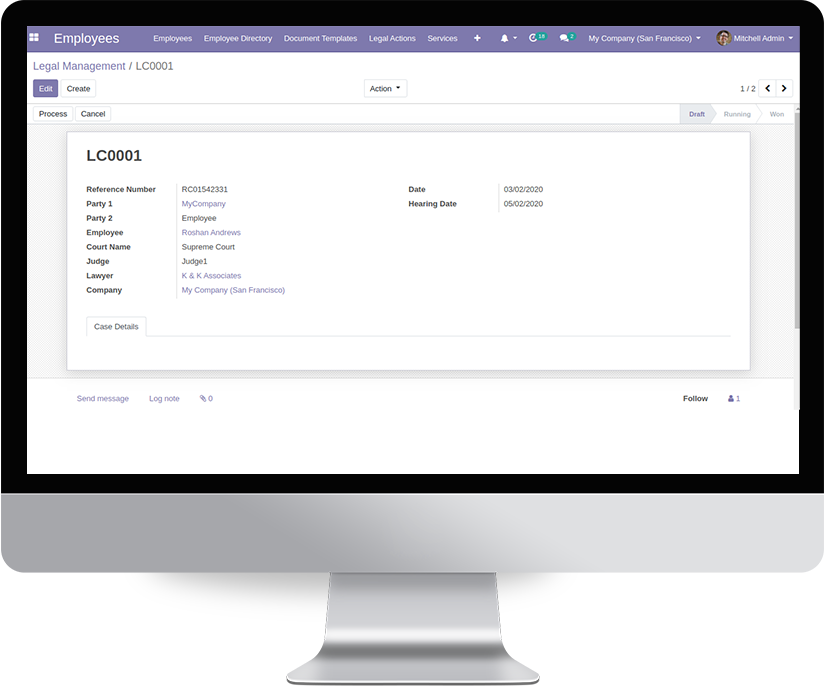 Employees Employees Employee Directory Document Templates Legal Actions Services + 18 2 My Company (San Francisco) Mitchell Admin
Legal Management / LC0001
Edit Create Action 1 / 2
Process Cancel Draft Running Won
LC0001
Reference Number RC01542331 Date 03/02/2020
Party 1 MyCompany Hearing Date 05/02/2020
Party 2 Employee
Employee Roshan Andrews
Court Name Supreme Court
Judge Judge1
Lawyer K & K Associates
Company My Company (San Francisco)
Case Details
Send message Log note 0 Follow 1